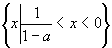 {x | 1/(1−a) < x < 0}